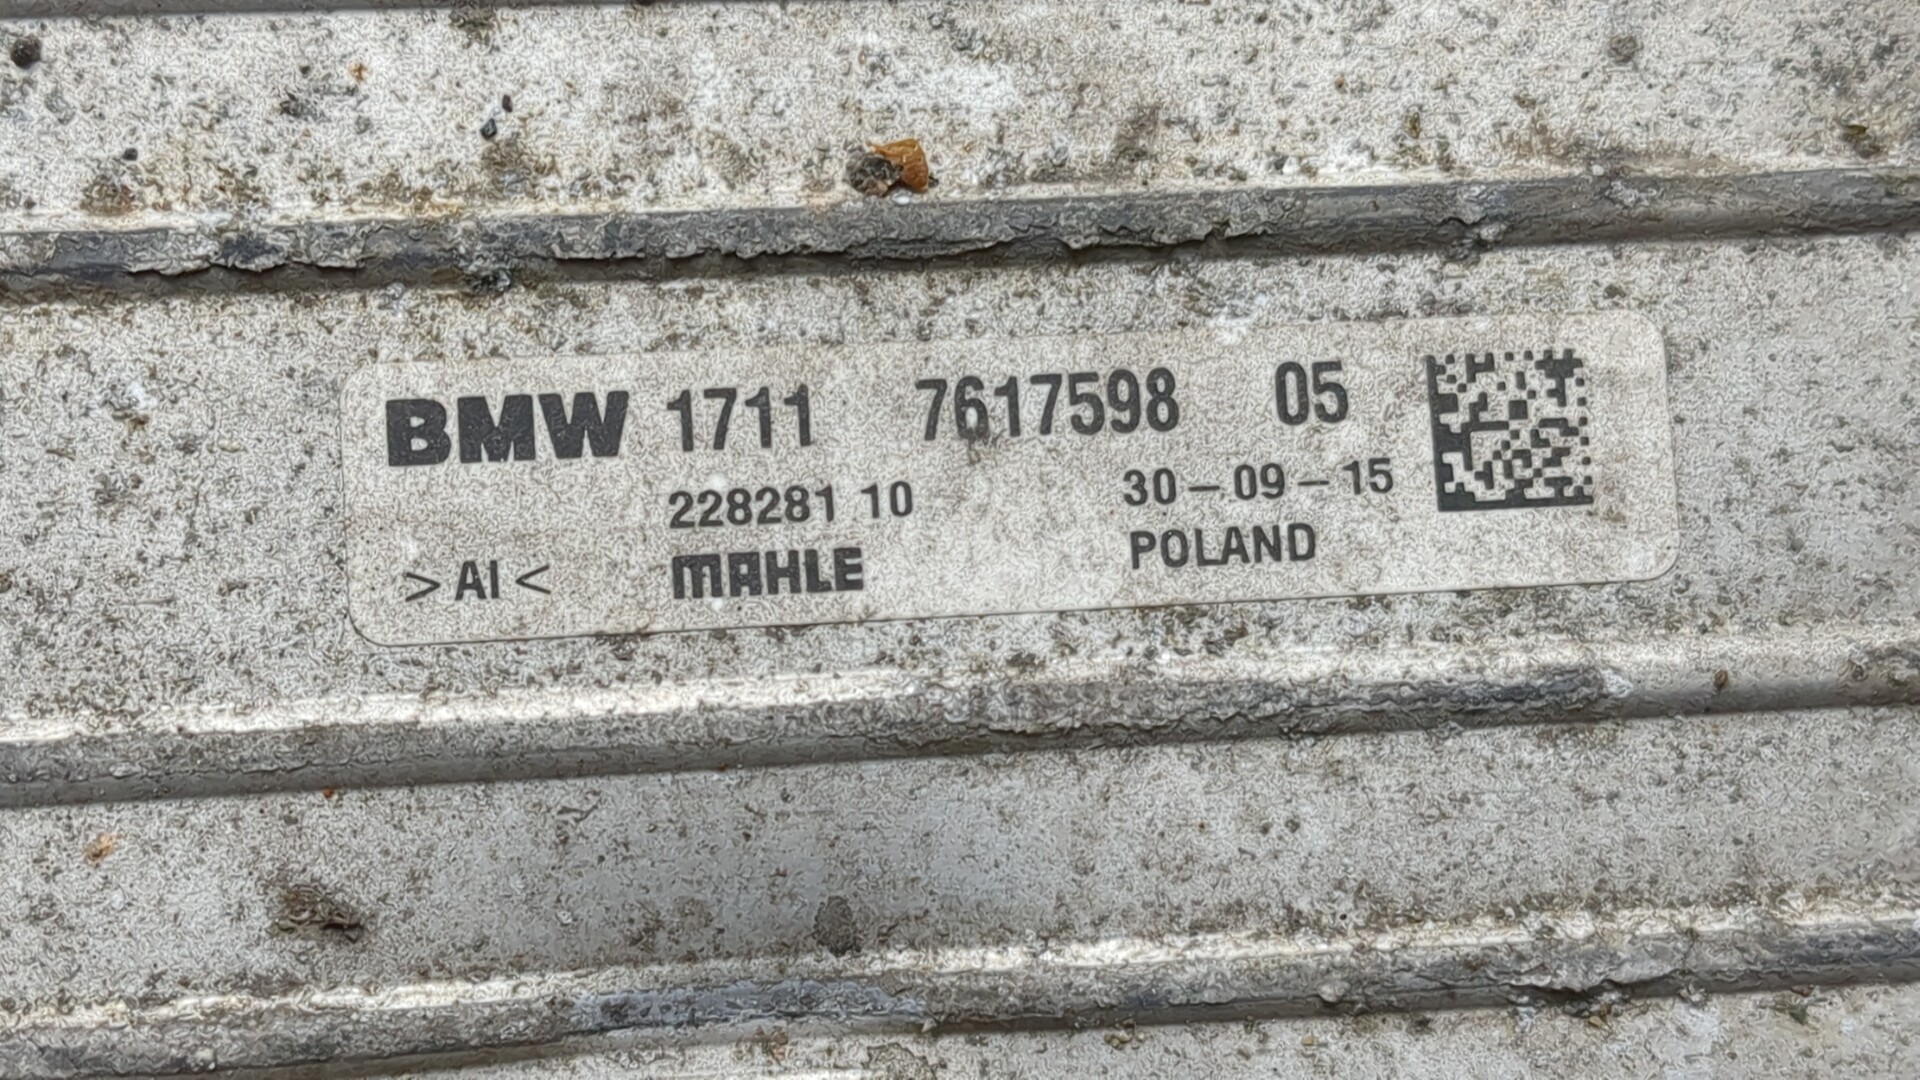 BMW 1711 7617598 05
228281 10 30-09-15
>Al< MAHLE POLAND